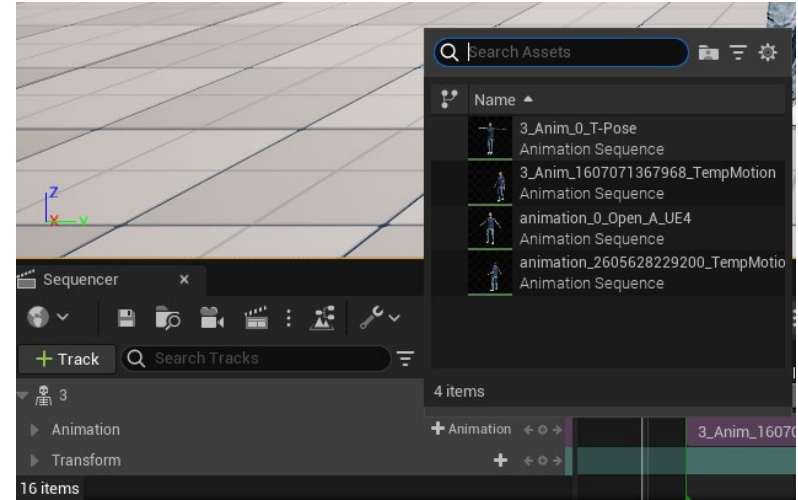 Search Assets
Name
3_Anim_0_T-Pose
Animation Sequence
3_Anim_1607071367968_TempMotion
Animation Sequence
animation_0_Open_A_UE4
Animation Sequence
animation_2605628229200_TempMotio
Animation Sequence
4 items
Z
X Y
Sequencer
Track
Search Tracks
3
Animation
Animation
3_Anim_16070
Transform
16 items